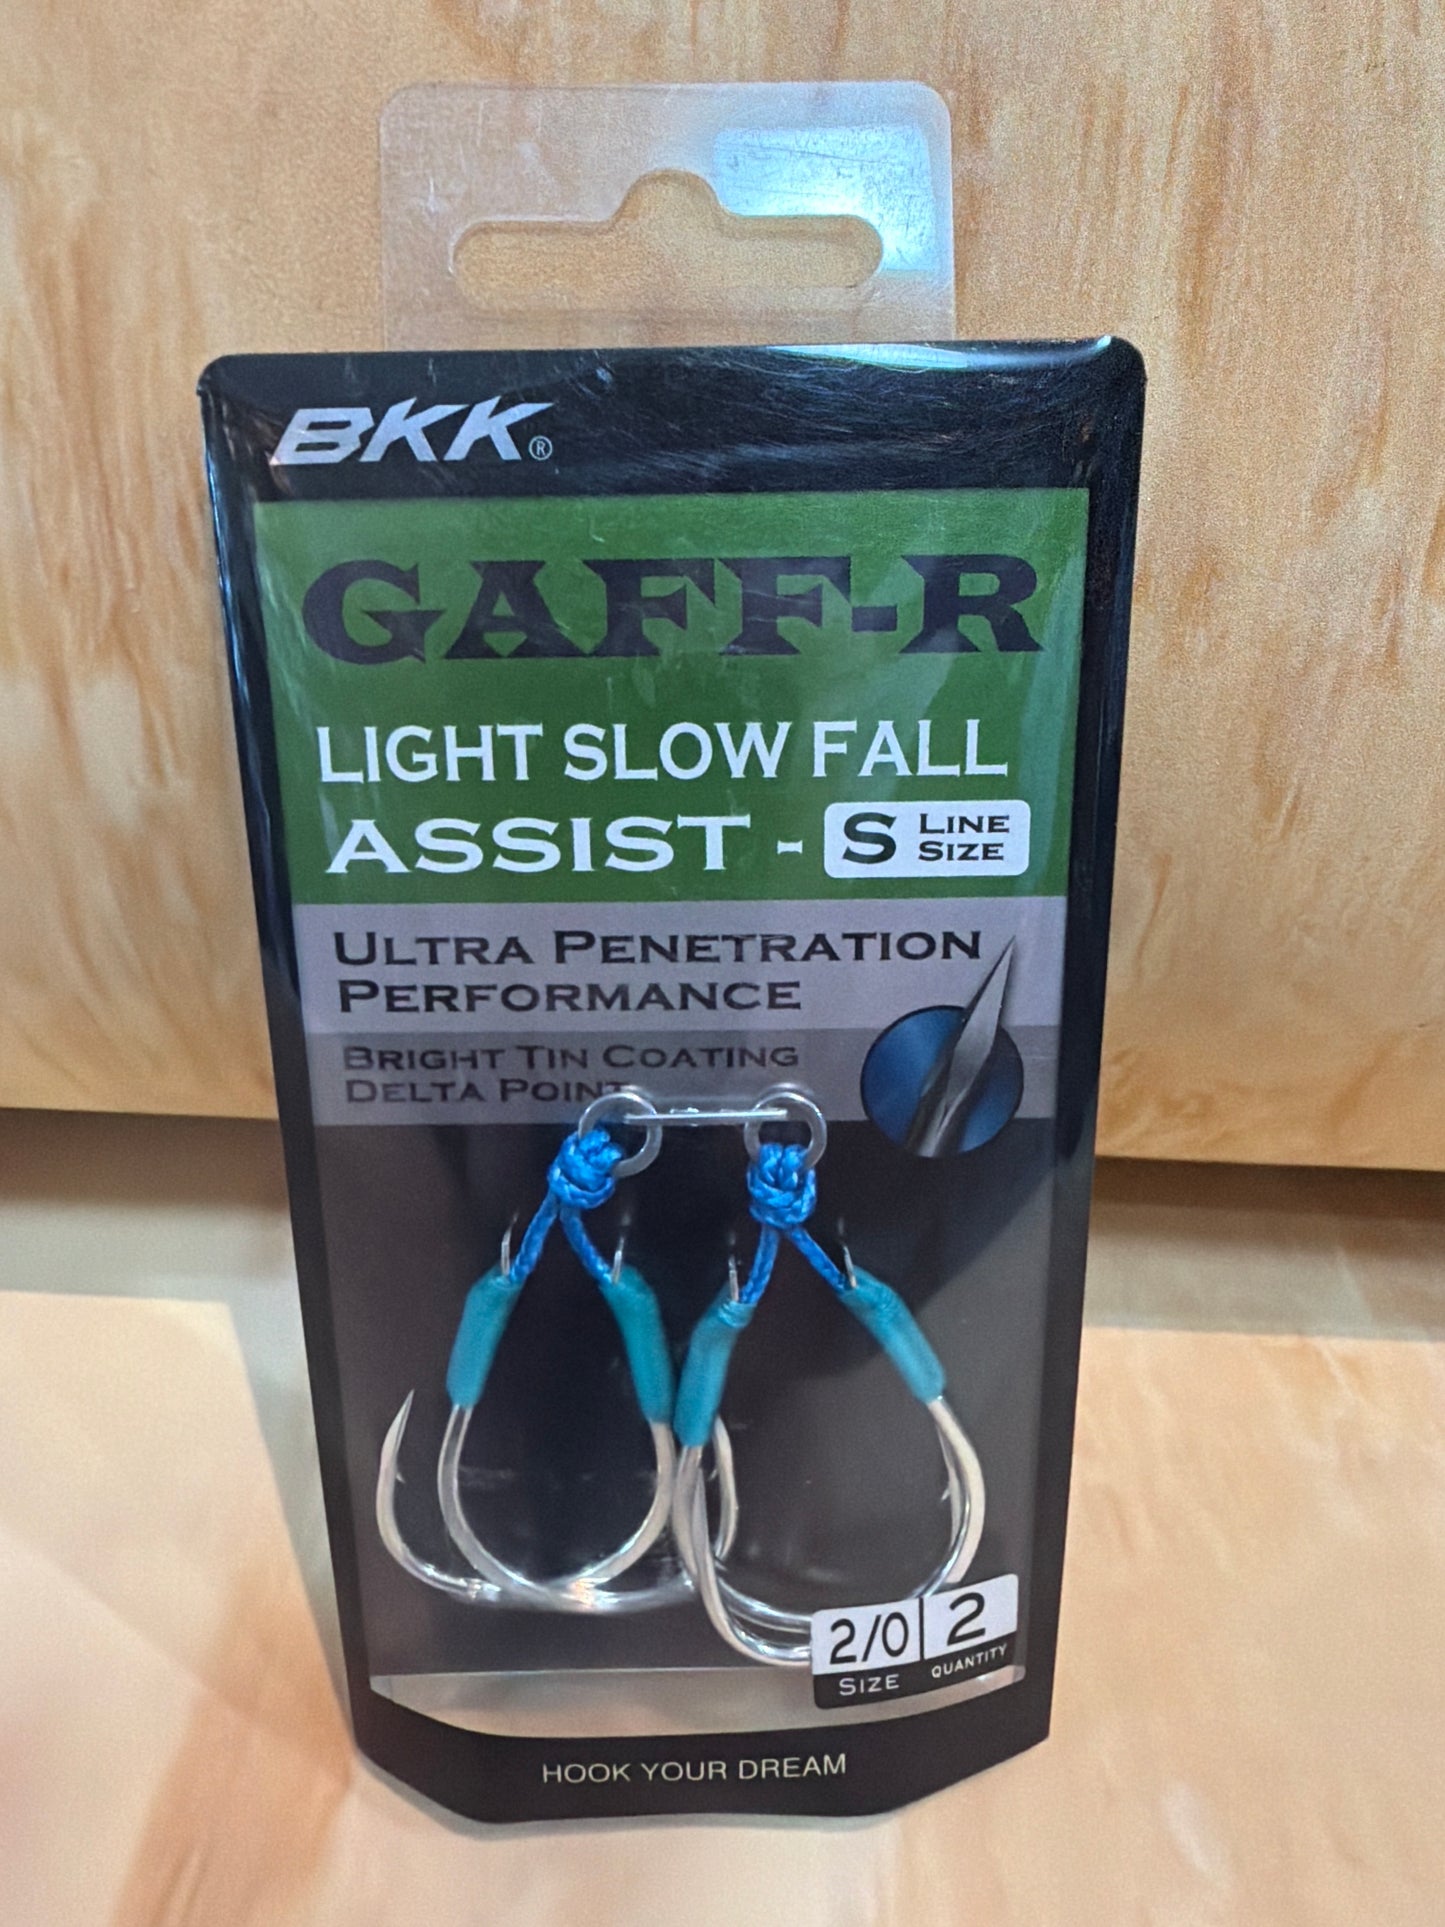 BKK®
GAFF-R
LIGHT SLOW FALL
ASSIST - S LINE SIZE
ULTRA PENETRATION
PERFORMANCE
BRIGHT TIN COATING
DELTA POINT
2/0 2
SIZE QUANTITY
HOOK YOUR DREAM